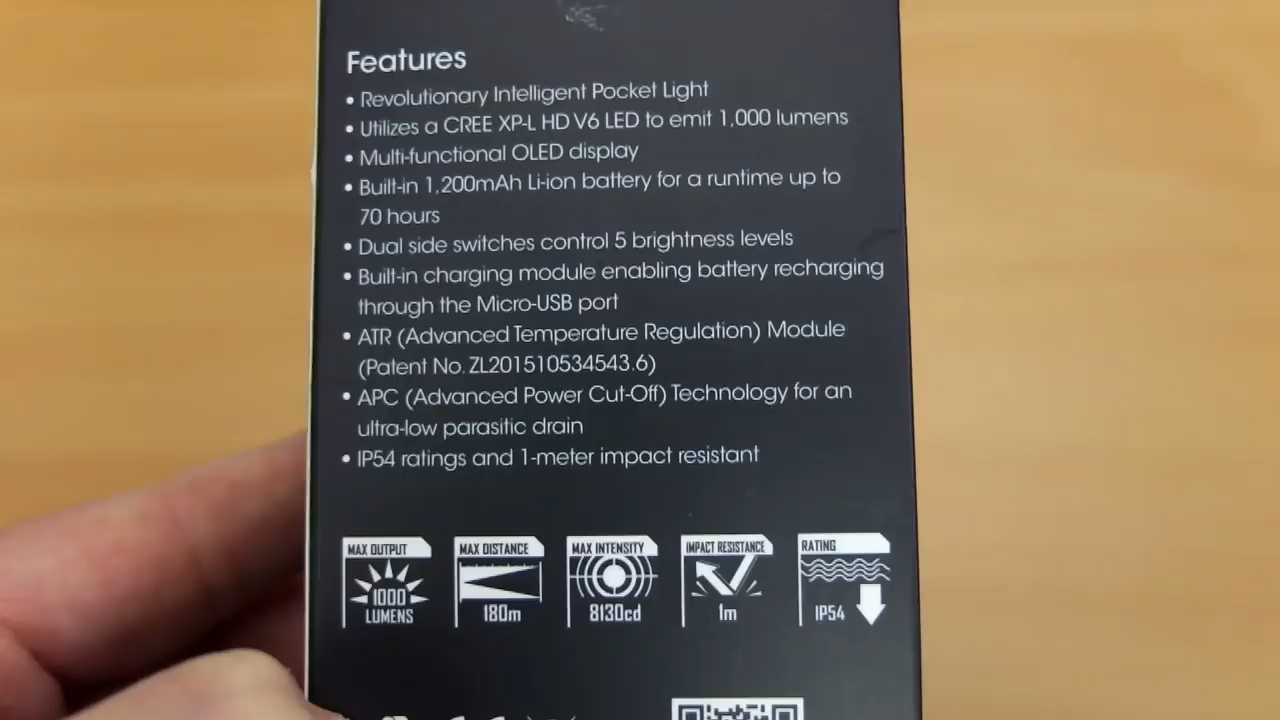 Features
• Revolutionary Intelligent Pocket Light
• Utilizes a CREE XP-L HD V6 LED to emit 1,000 lumens
• Multi-functional OLED display
• Built-in 1,200mAh Li-ion battery for a runtime up to
70 hours
• Dual side switches control 5 brightness levels
• Built-in charging module enabling battery recharging
through the Micro-USB port
• ATR (Advanced Temperature Regulation) Module
(Patent No. ZL201510534543.6)
• APC (Advanced Power Cut-Off) Technology for an
ultra-low parasitic drain
• IP54 ratings and 1-meter impact resistant
MAX OUTPUT
1000
LUMENS
MAX DISTANCE
180m
MAX INTENSITY
8130cd
IMPACT RESISTANCE
1m
RATING
IP54